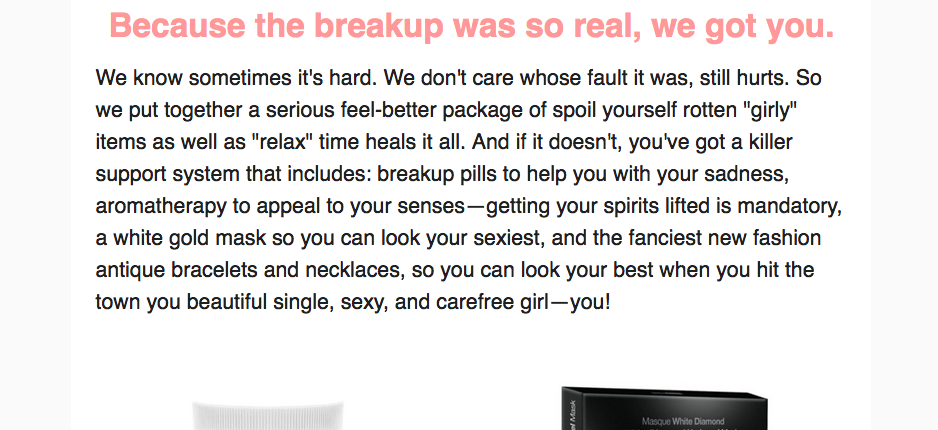 Because the breakup was so real, we got you.
We know sometimes it's hard. We don't care whose fault it was, still hurts. So
we put together a serious feel-better package of spoil yourself rotten "girly"
items as well as "relax" time heals it all. And if it doesn't, you've got a killer
support system that includes: breakup pills to help you with your sadness,
aromatherapy to appeal to your senses—getting your spirits lifted is mandatory,
a white gold mask so you can look your sexiest, and the fanciest new fashion
antique bracelets and necklaces, so you can look your best when you hit the
town you beautiful single, sexy, and carefree girl—you!
Mask
Masque White Diamond